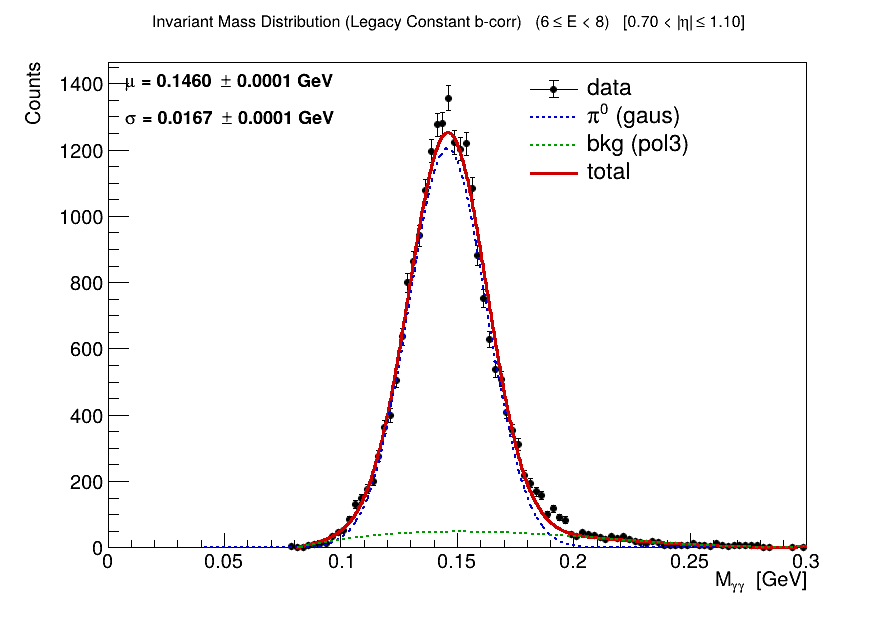 Invariant Mass Distribution (Legacy Constant b-corr) (6 ≤ E < 8) [0.70 < |η| ≤ 1.10]
Counts
μ = 0.1460 ± 0.0001 GeV
σ = 0.0167 ± 0.0001 GeV
data
π⁰ (gaus)
bkg (pol3)
total
1400
1200
1000
800
600
400
200
0
0 0.05 0.1 0.15 0.2 0.25 0.3
Mγγ [GeV]